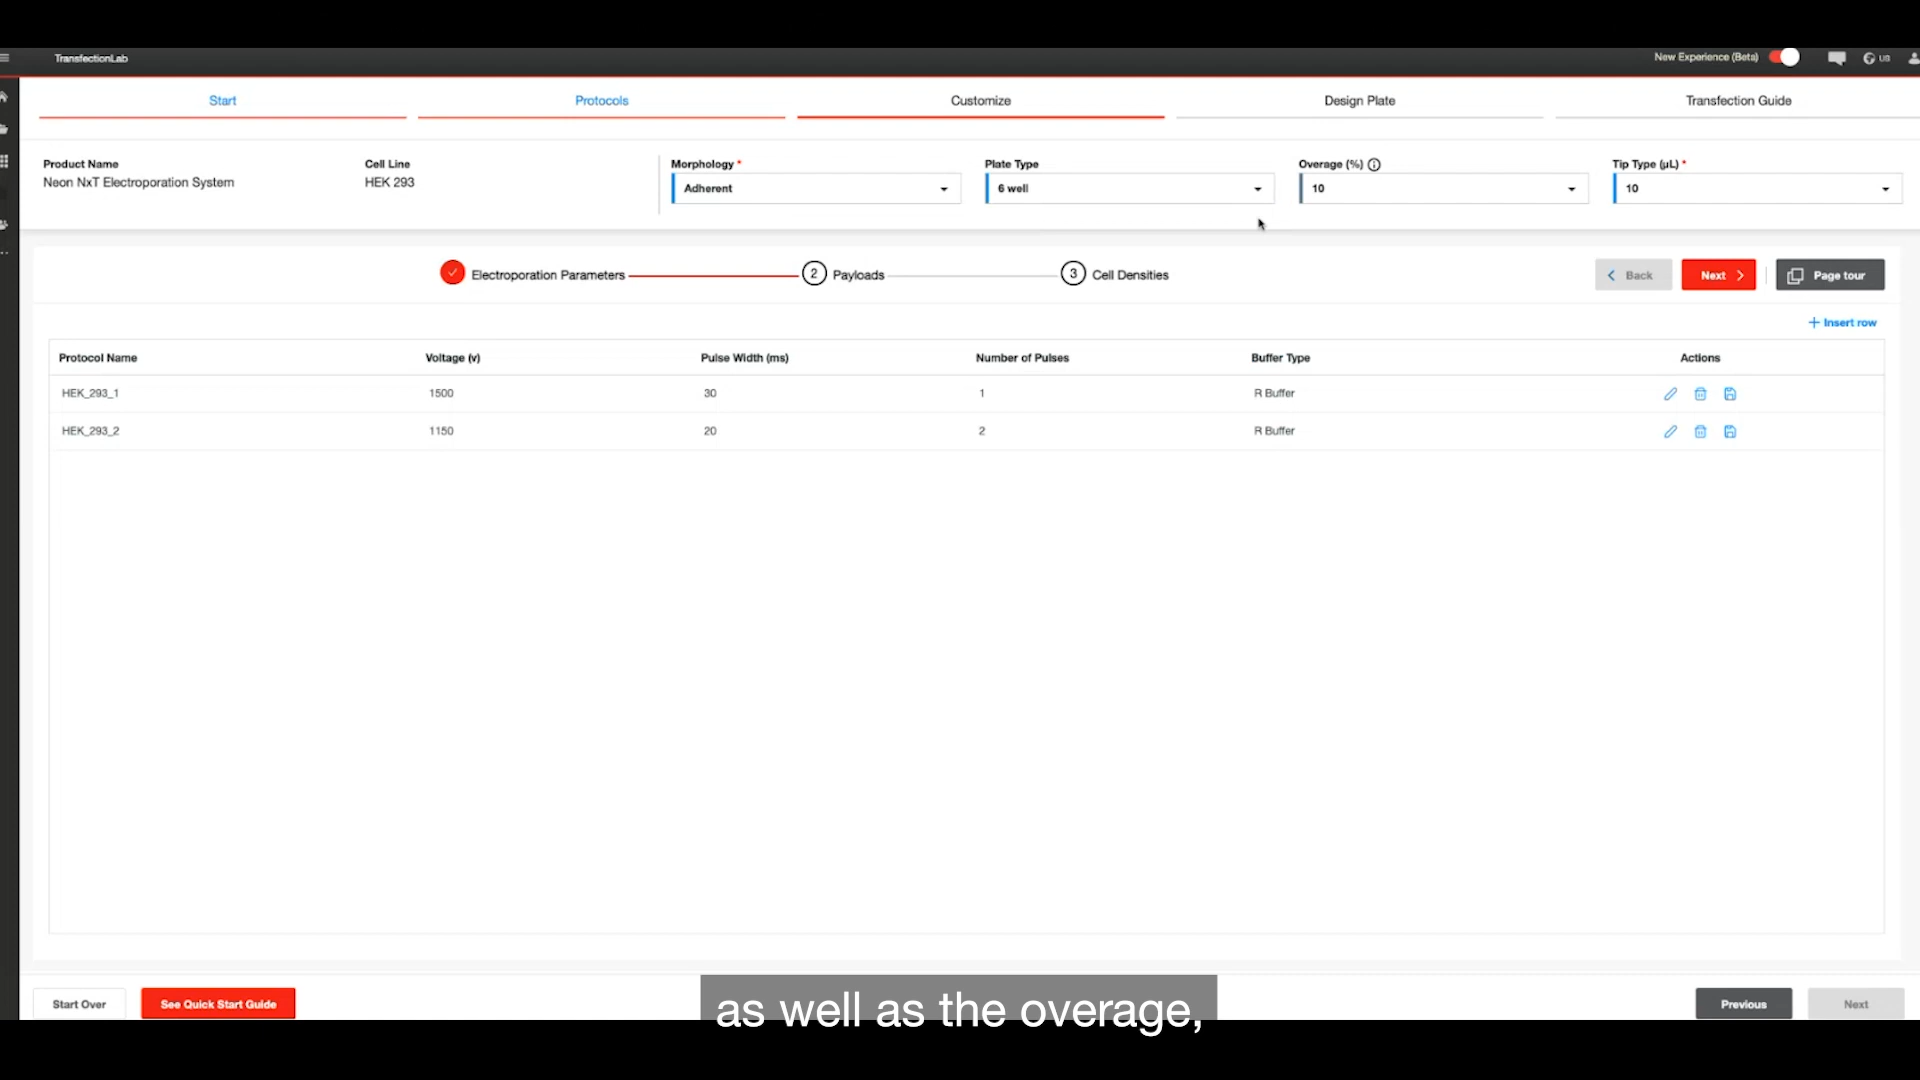 TransfectionLab
New Experience (Beta)
US
Start
Protocols
Customize
Design Plate
Transfection Guide
Product Name
Neon NxT Electroporation System
Cell Line
HEK 293
Morphology *
Adherent
Plate Type
6 well
Overage (%)
10
Tip Type (µL) *
10
Electroporation Parameters
2 Payloads
3 Cell Densities
Back
Next
Page tour
+ Insert row
Protocol Name Voltage (v) Pulse Width (ms) Number of Pulses Buffer Type Actions
HEK_293_1 1500 30 1 R Buffer
HEK_293_2 1150 20 2 R Buffer
Start Over
See Quick Start Guide
Previous
Next
as well as the overage,